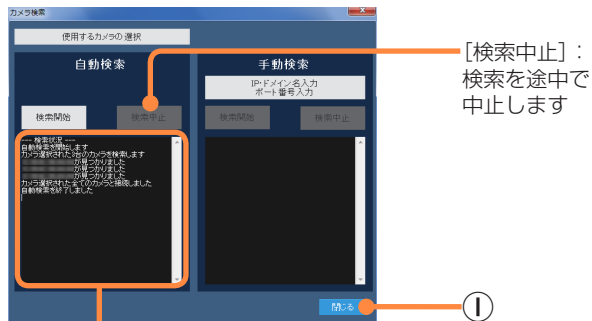 カメラ検索
使用するカメラの選択
自動検索
検索開始
検索中止
--- 検索状況 ---
自動検索を開始します
カメラ選択された3台のカメラを検索します
が見つかりました
が見つかりました
が見つかりました
カメラ選択された全てのカメラと接続しました
自動検索を終了しました
手動検索
IP・ドメイン名入力
ポート番号入力
検索開始
検索中止
閉じる
[検索中止]：
検索を途中で
中止します
①